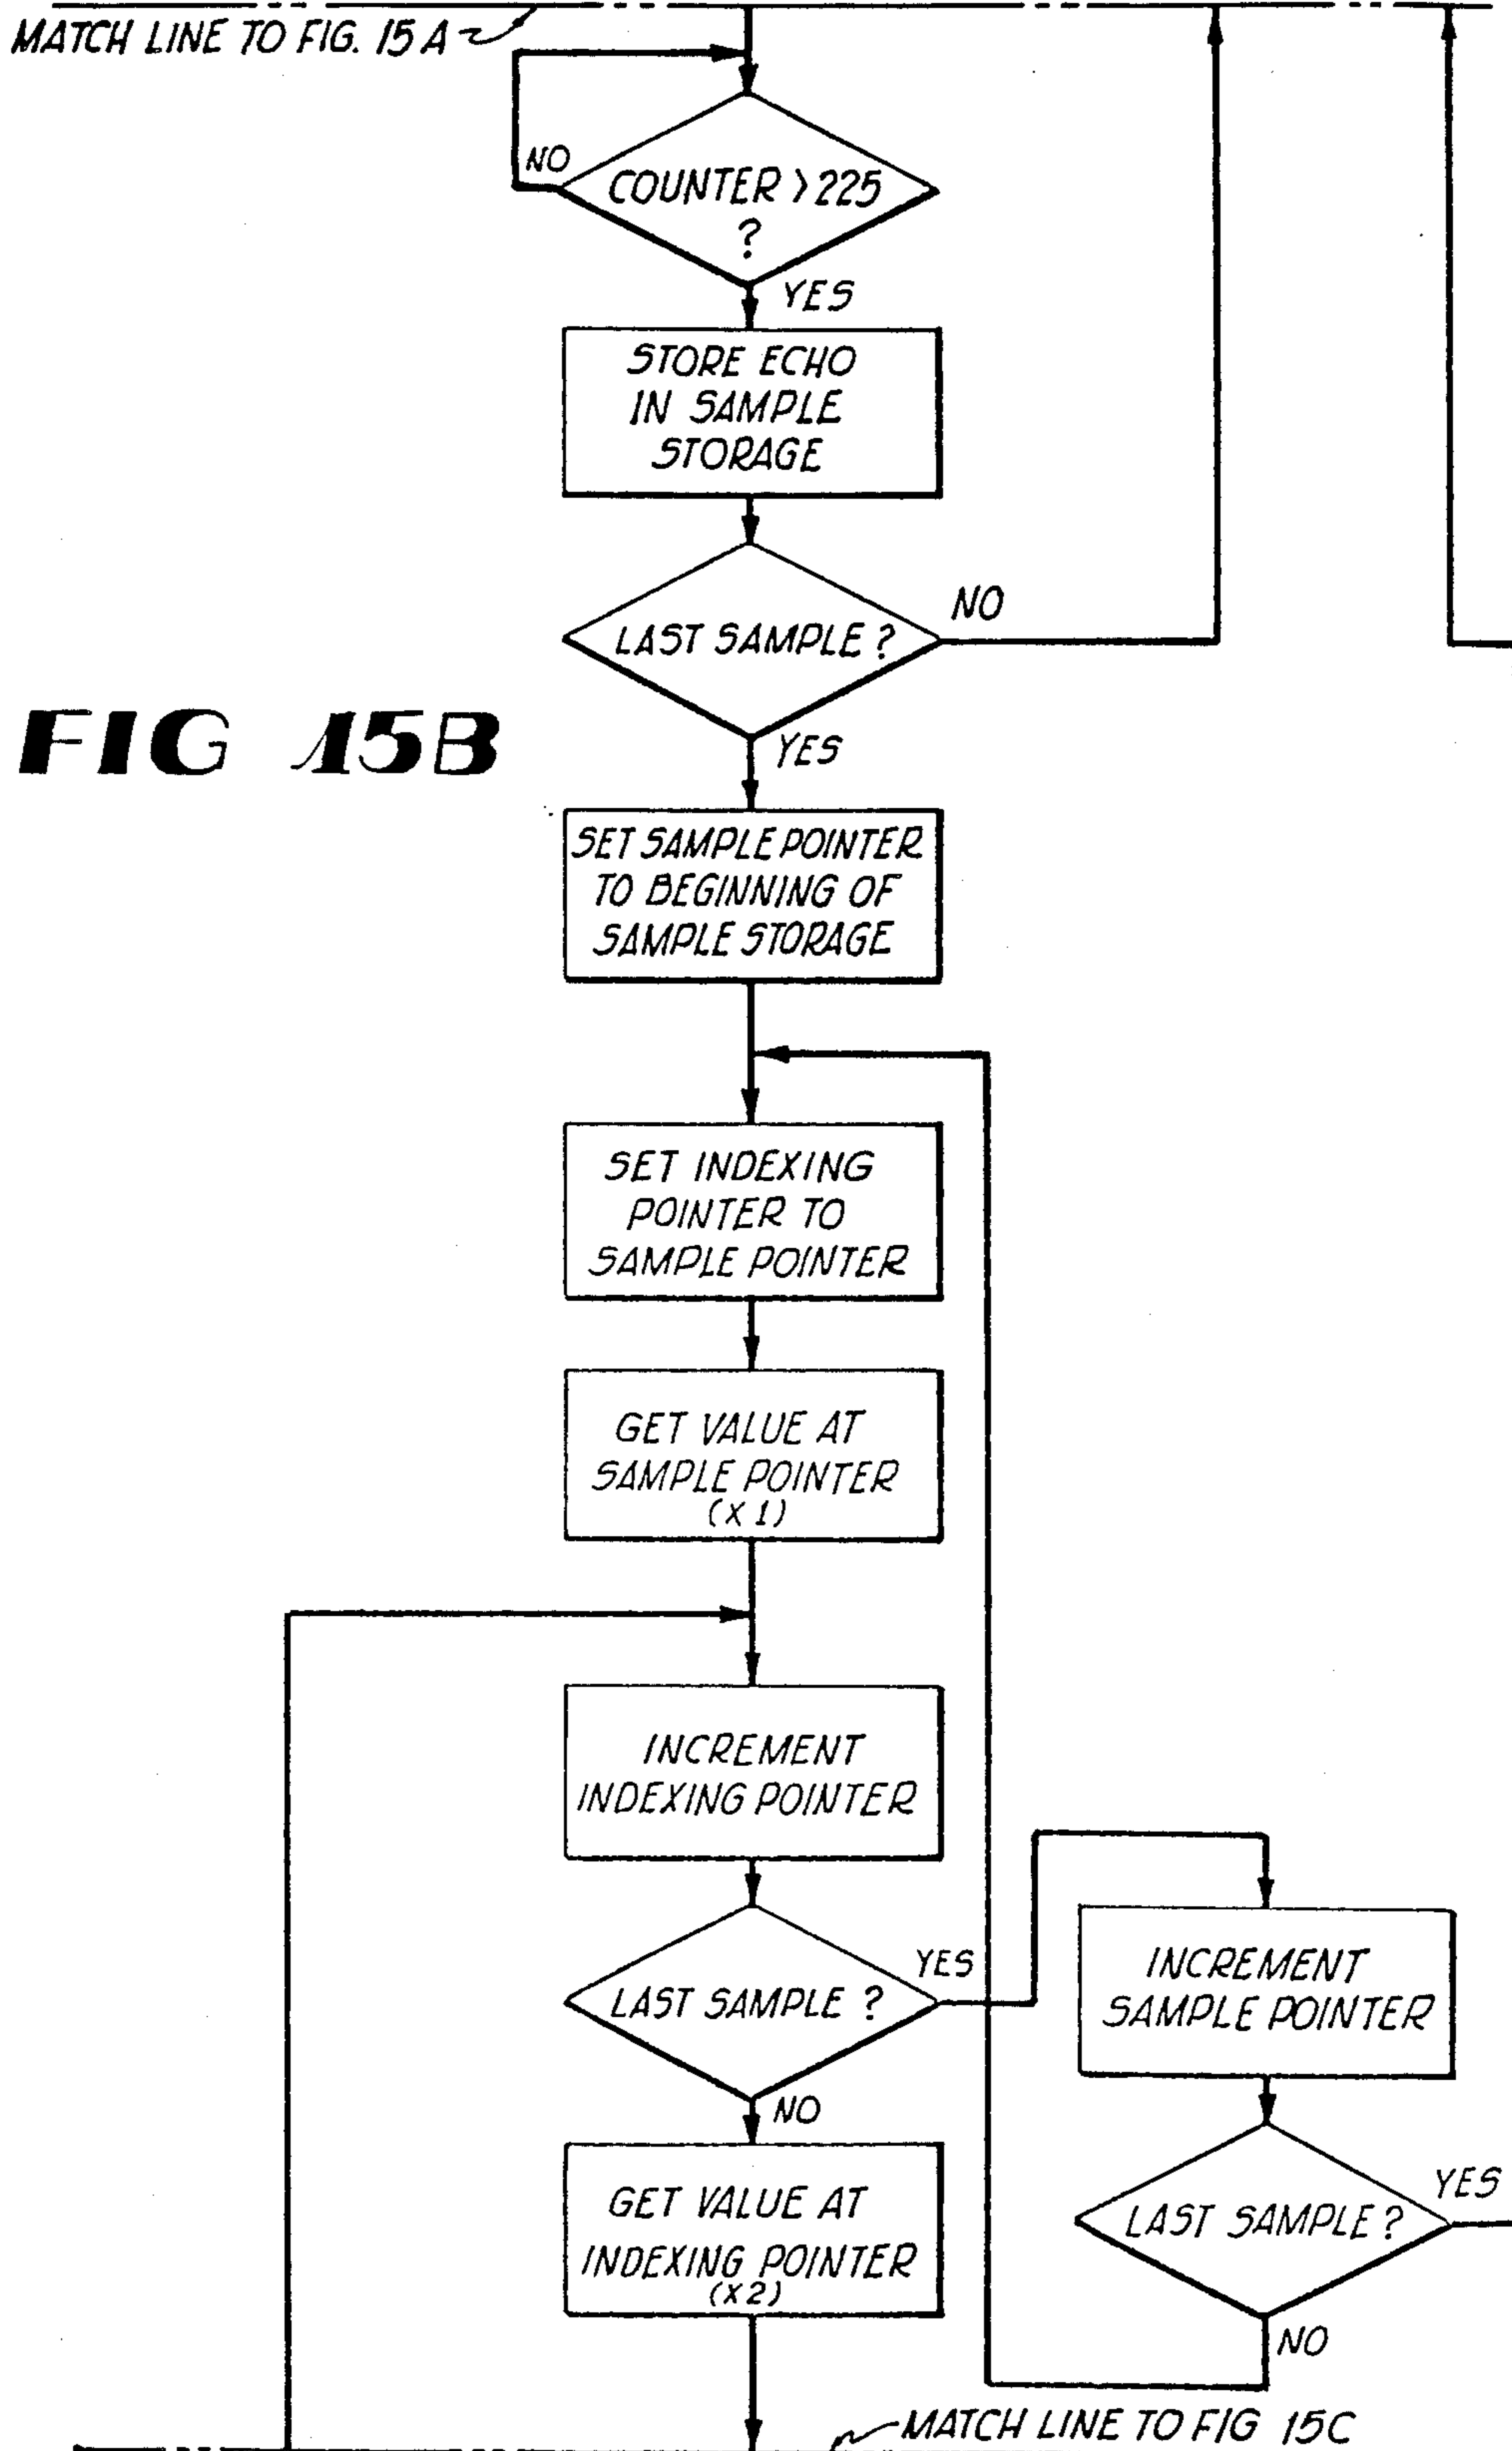 MATCH LINE TO FIG. 15 A
NO
COUNTER > 225
?
YES
STORE ECHO
IN SAMPLE
STORAGE
LAST SAMPLE ?
NO
FIG 15B
YES
SET SAMPLE POINTER
TO BEGINNING OF
SAMPLE STORAGE
SET INDEXING
POINTER TO
SAMPLE POINTER
GET VALUE AT
SAMPLE POINTER
(X 1)
INCREMENT
INDEXING POINTER
LAST SAMPLE ?
YES
INCREMENT
SAMPLE POINTER
NO
GET VALUE AT
INDEXING POINTER
(X2)
LAST SAMPLE ?
YES
NO
MATCH LINE TO FIG 15C